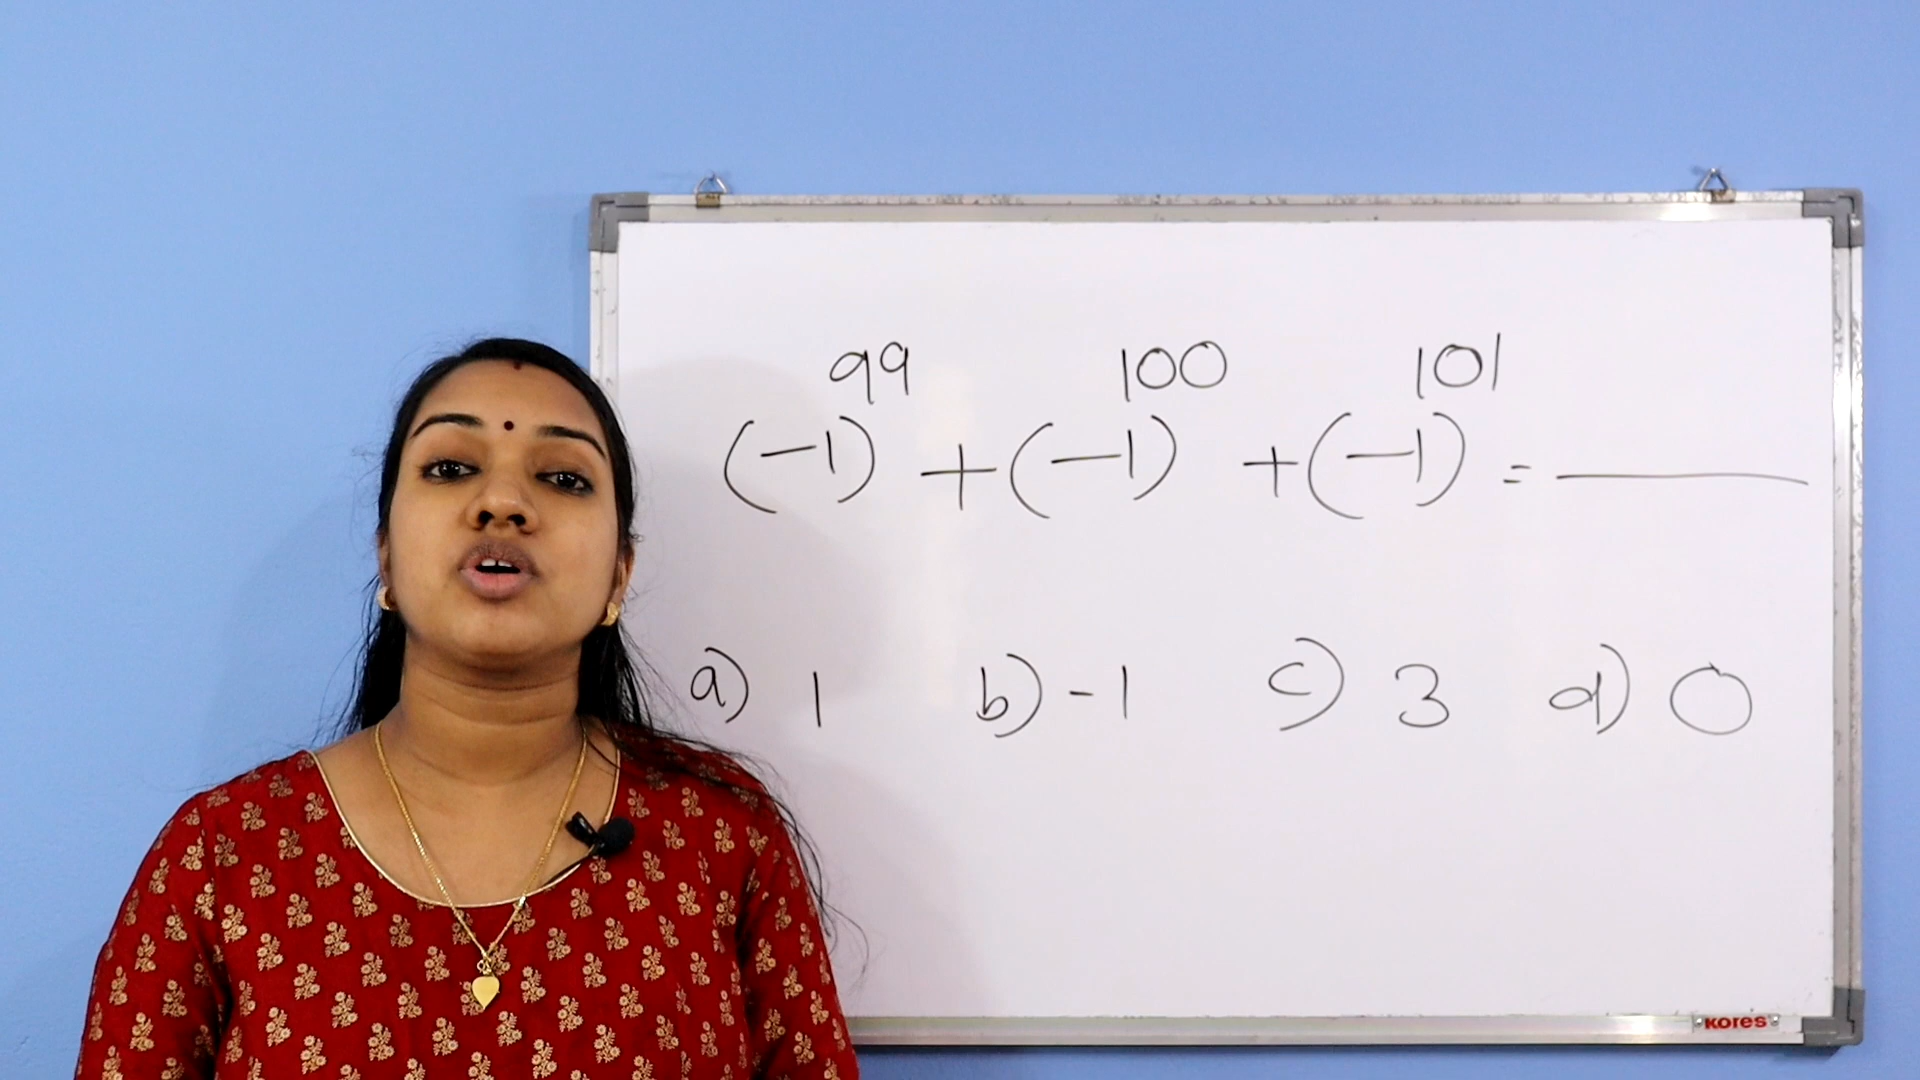 (-1)⁹⁹ + (-1)¹⁰⁰ + (-1)¹⁰¹ = ______
a) 1 b) -1 c) 3 d) 0
KORES